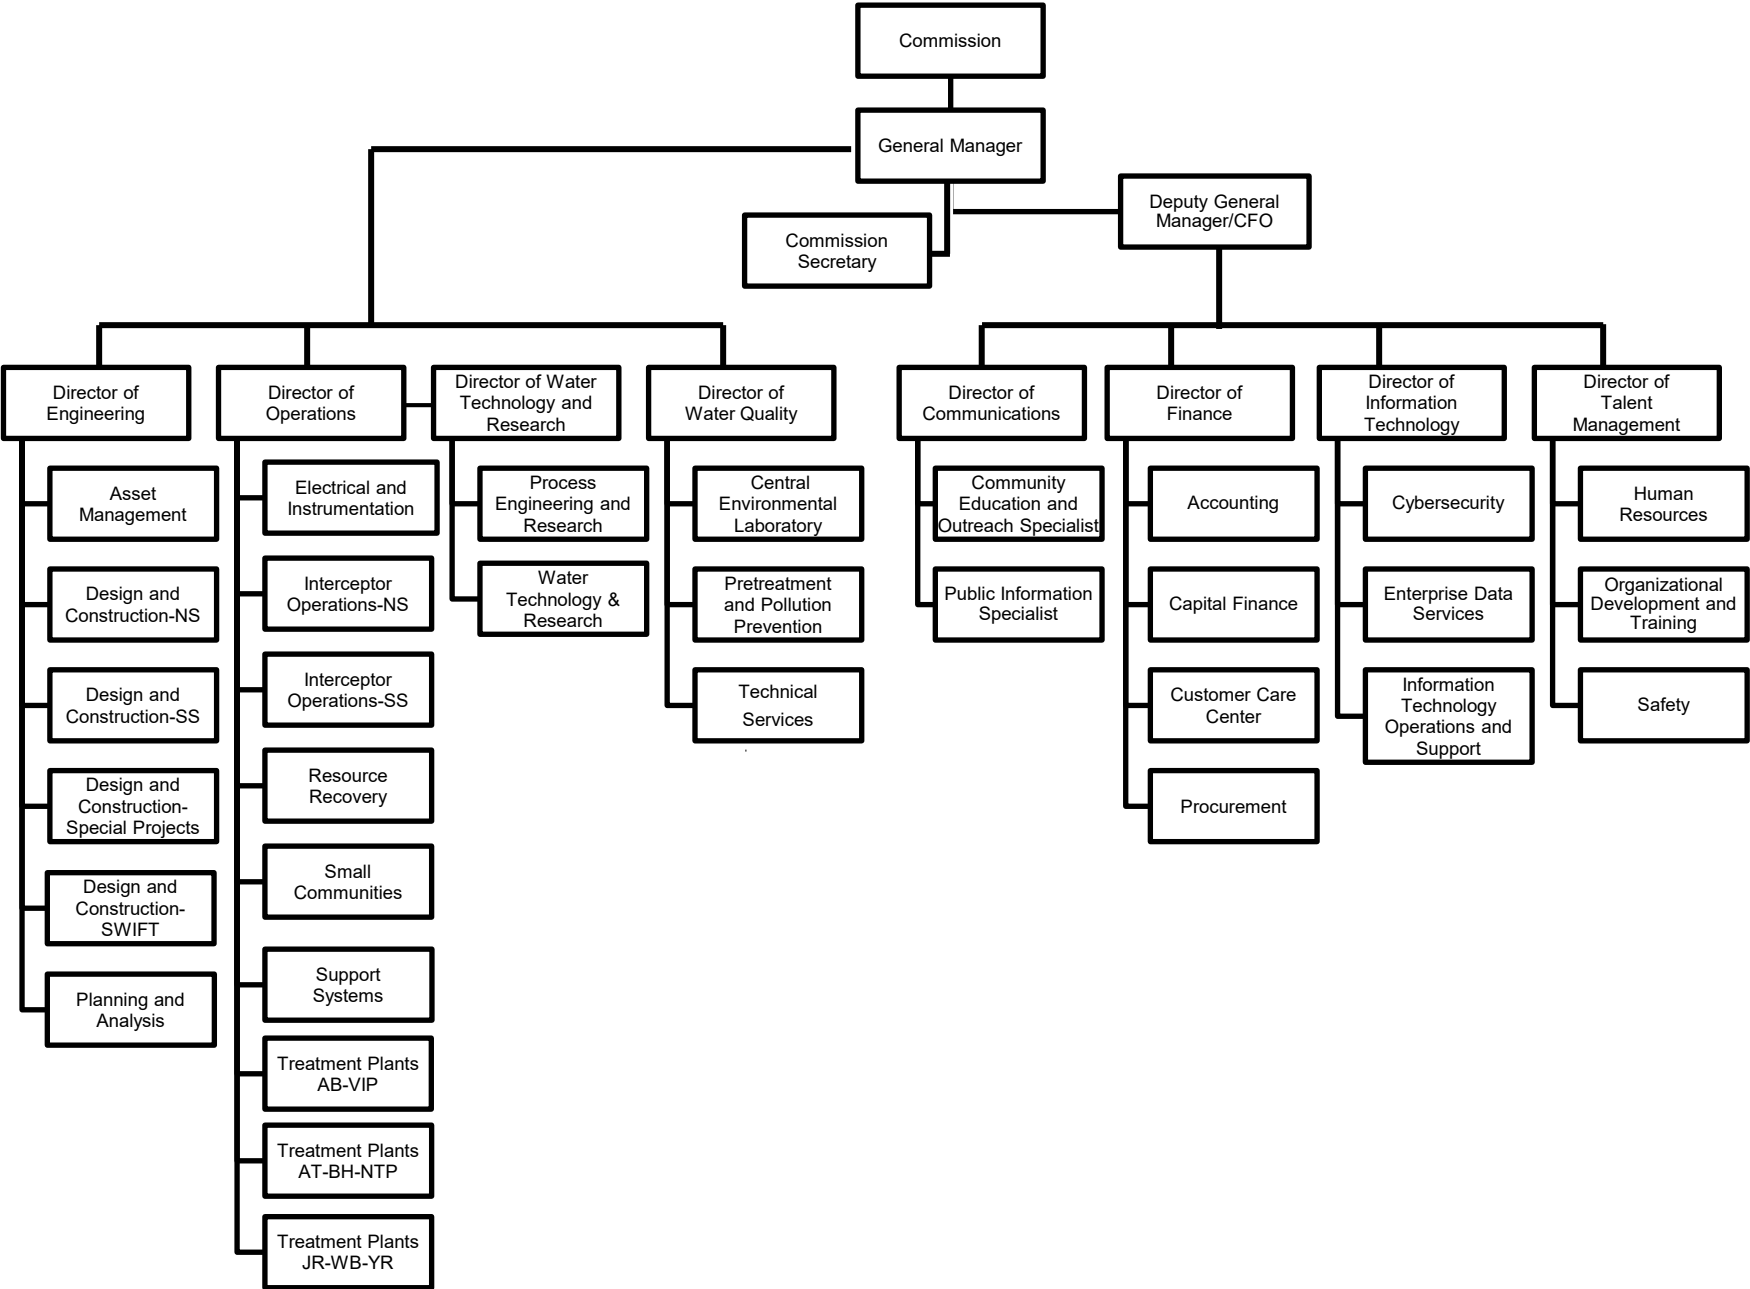 Commission
General Manager
Deputy General
Manager/CFO
Commission
Secretary
Director of
Engineering
Director of
Operations
Director of Water
Technology and
Research
Director of
Water Quality
Director of
Communications
Director of
Finance
Director of
Information
Technology
Director of
Talent
Management
Asset
Management
Design and
Construction-NS
Design and
Construction-SS
Design and
Construction-
Special Projects
Design and
Construction-
SWIFT
Planning and
Analysis
Electrical and
Instrumentation
Interceptor
Operations-NS
Interceptor
Operations-SS
Resource
Recovery
Small
Communities
Support
Systems
Treatment Plants
AB-VIP
Treatment Plants
AT-BH-NTP
Treatment Plants
JR-WB-YR
Process
Engineering and
Research
Water
Technology &
Research
Central
Environmental
Laboratory
Pretreatment
and Pollution
Prevention
Technical
Services
Community
Education and
Outreach Specialist
Public Information
Specialist
Accounting
Capital Finance
Customer Care
Center
Procurement
Cybersecurity
Enterprise Data
Services
Information
Technology
Operations and
Support
Human
Resources
Organizational
Development and
Training
Safety